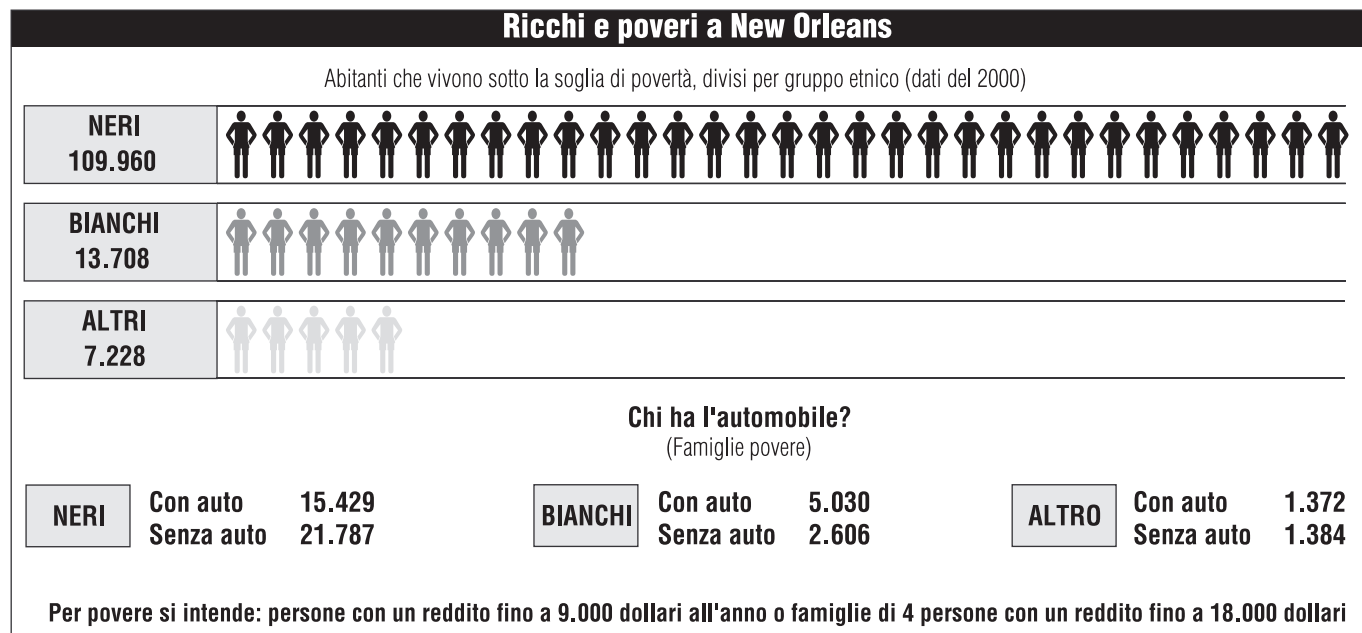 Ricchi e poveri a New Orleans
Abitanti che vivono sotto la soglia di povertà, divisi per gruppo etnico (dati del 2000)
NERI
109.960
BIANCHI
13.708
ALTRI
7.228
Chi ha l'automobile?
(Famiglie povere)
NERI
Con auto 15.429
Senza auto 21.787
BIANCHI
Con auto 5.030
Senza auto 2.606
ALTRO
Con auto 1.372
Senza auto 1.384
Per povere si intende: persone con un reddito fino a 9.000 dollari all'anno o famiglie di 4 persone con un reddito fino a 18.000 dollari